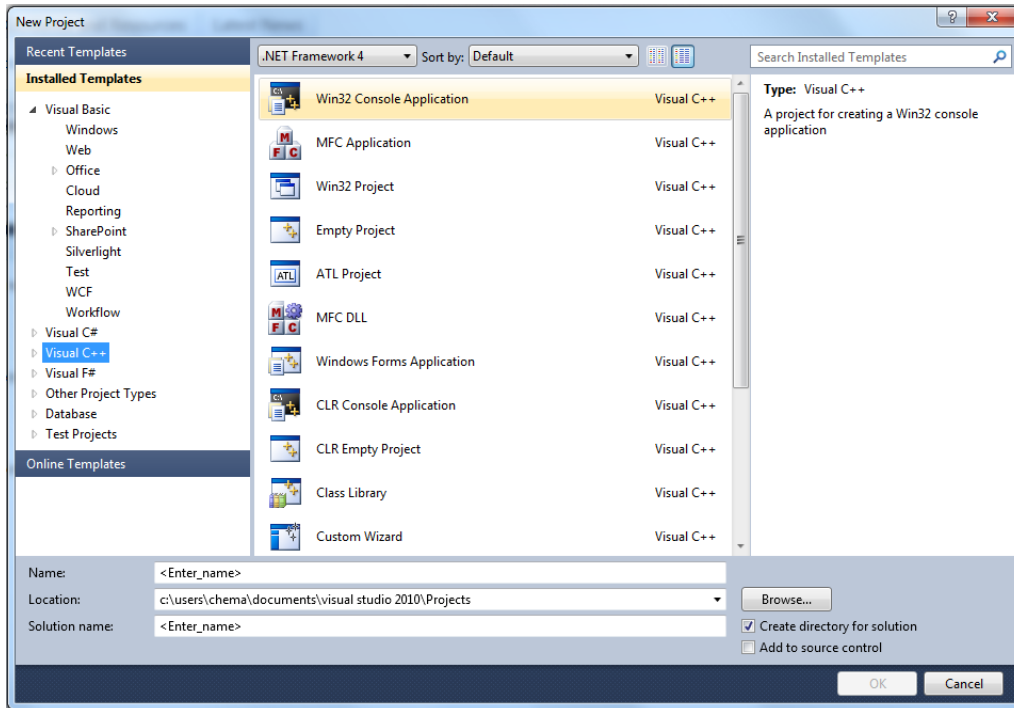 New Project
Recent Templates
Installed Templates
Visual Basic
Windows
Web
Office
Cloud
Reporting
SharePoint
Silverlight
Test
WCF
Workflow
Visual C#
Visual C++
Visual F#
Other Project Types
Database
Test Projects
Online Templates
.NET Framework 4 Sort by: Default
Win32 Console Application Visual C++
MFC Application Visual C++
Win32 Project Visual C++
Empty Project Visual C++
ATL Project Visual C++
MFC DLL Visual C++
Windows Forms Application Visual C++
CLR Console Application Visual C++
CLR Empty Project Visual C++
Class Library Visual C++
Custom Wizard Visual C++
Search Installed Templates
Type: Visual C++
A project for creating a Win32 console
application
Name: <Enter_name>
Location: c:\users\chema\documents\visual studio 2010\Projects Browse...
Solution name: <Enter_name>
Create directory for solution
Add to source control
OK Cancel